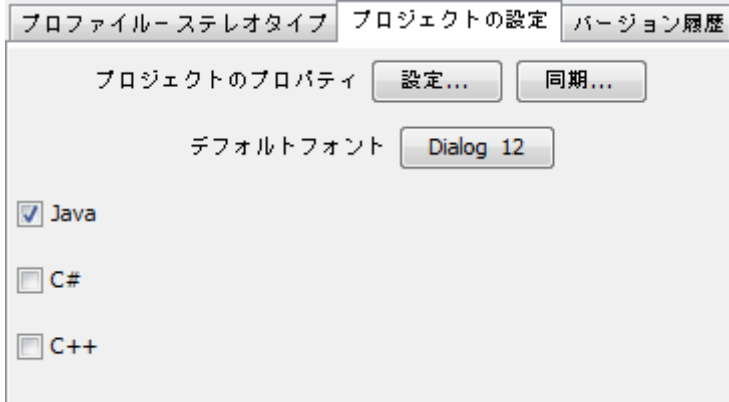 プロファイル－ステレオタイプ プロジェクトの設定 バージョン履歴
プロジェクトのプロパティ 設定... 同期...
デフォルトフォント Dialog 12
Java
C#
C++